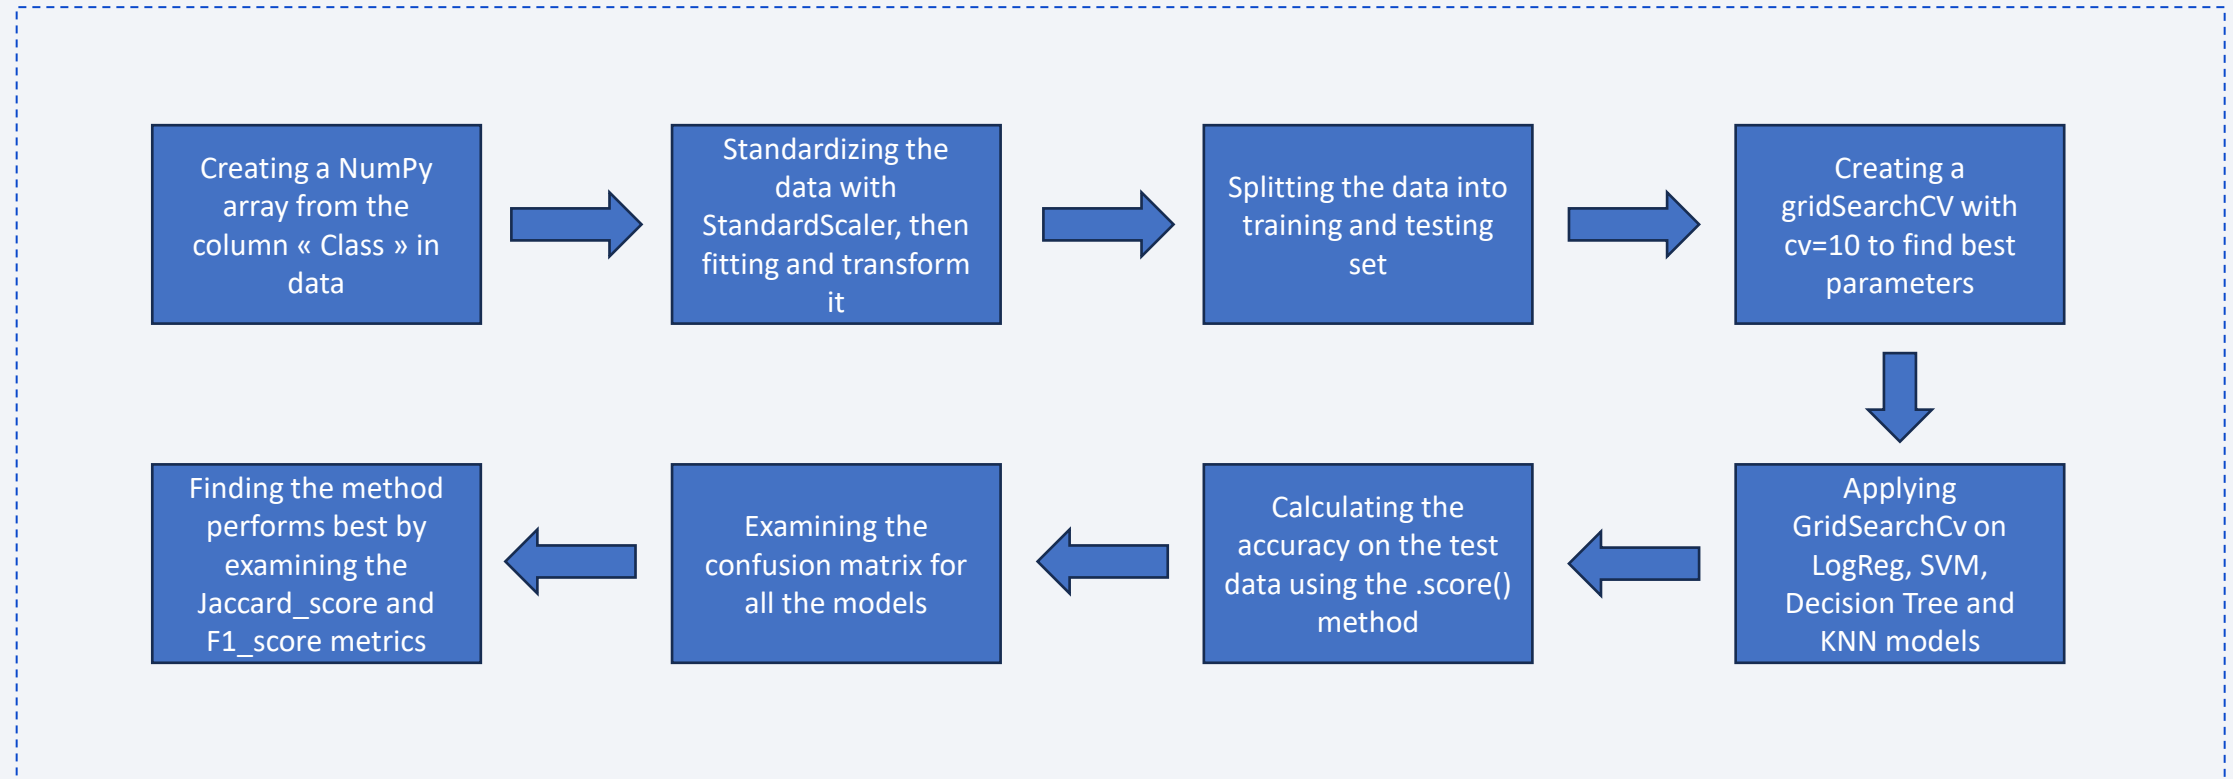 Creating a NumPy
array from the
column « Class » in
data
Standardizing the
data with
StandardScaler, then
fitting and transform
it
Splitting the data into
training and testing
set
Creating a
gridSearchCV with
cv=10 to find best
parameters
Applying
GridSearchCv on
LogReg, SVM,
Decision Tree and
KNN models
Calculating the
accuracy on the test
data using the .score()
method
Examining the
confusion matrix for
all the models
Finding the method
performs best by
examining the
Jaccard_score and
F1_score metrics